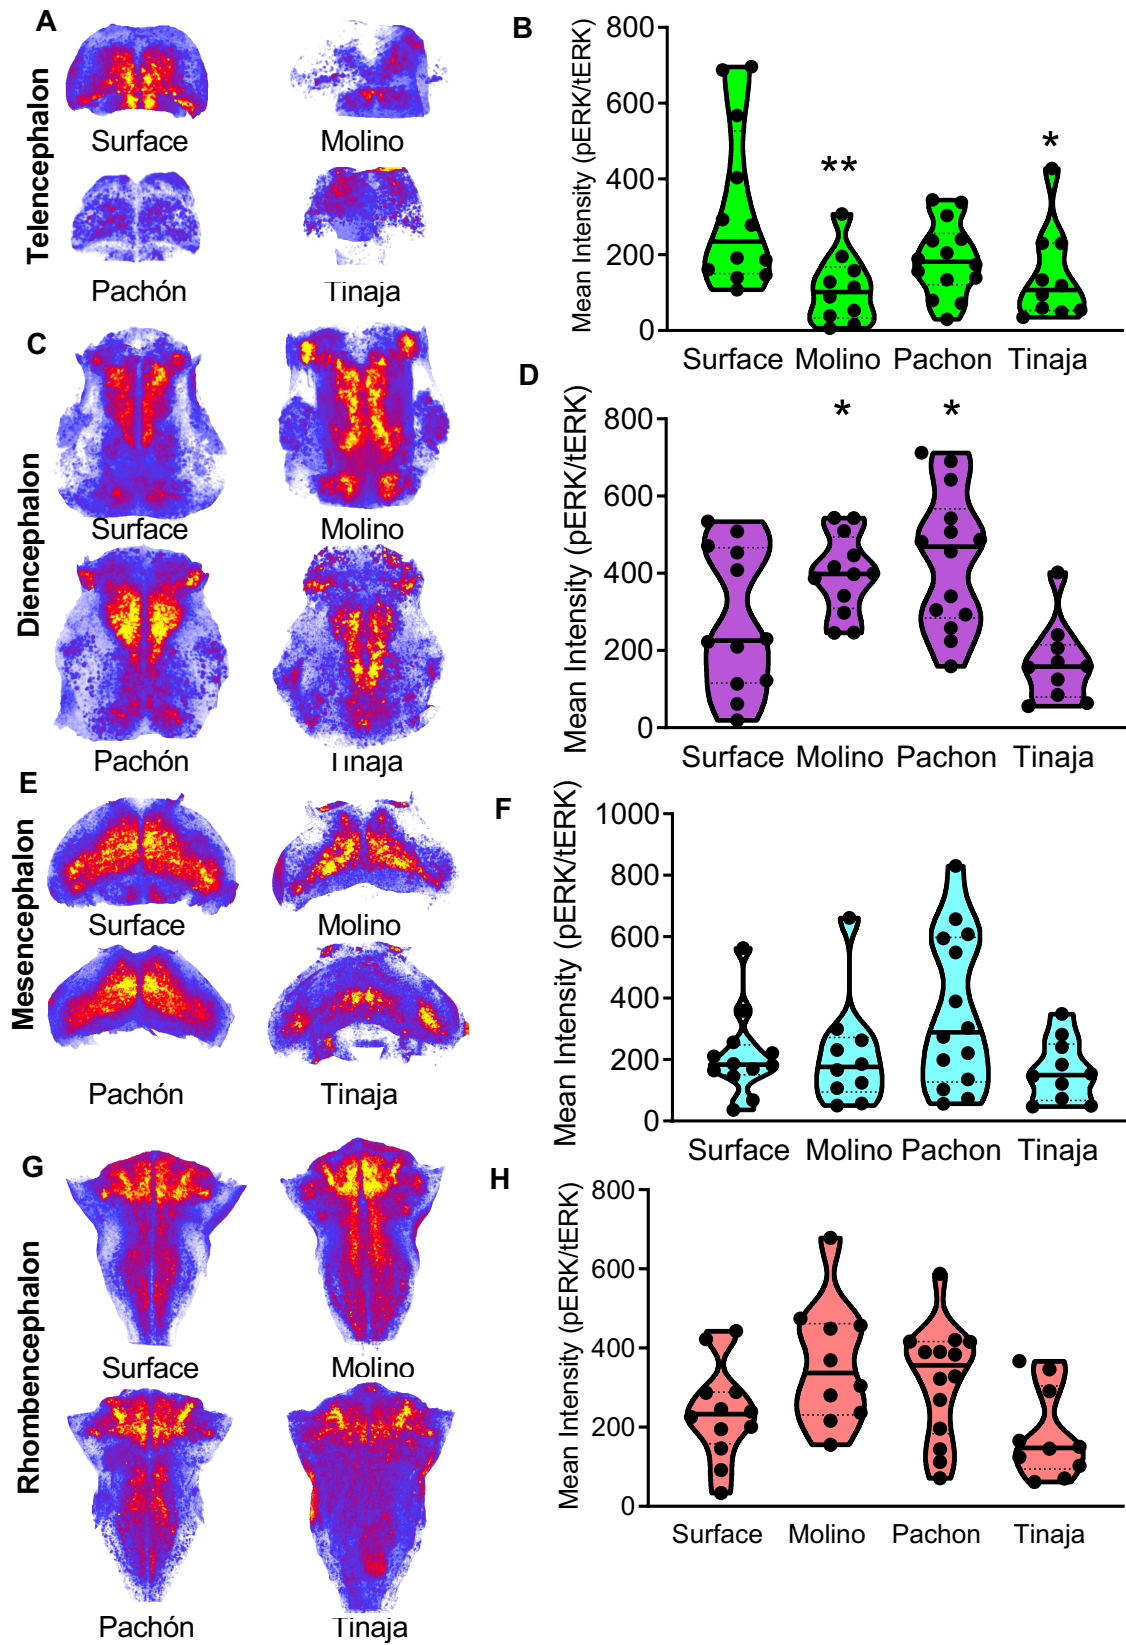 A
Telencephalon
Surface
Molino
Pachón
Tinaja
B
Mean Intensity (pERK/tERK)
800
600
400
200
0
**
*
Surface
Molino
Pachon
Tinaja
C
Diencephalon
Surface
Molino
Pachón
Tinaja
D
Mean Intensity (pERK/tERK)
800
600
400
200
0
*
*
Surface
Molino
Pachon
Tinaja
E
Mesencephalon
Surface
Molino
Pachón
Tinaja
F
Mean Intensity (pERK/tERK)
1000
800
600
400
200
0
Surface
Molino
Pachon
Tinaja
G
Rhombencephalon
Surface
Molino
Pachón
Tinaja
H
Mean Intensity (pERK/tERK)
800
600
400
200
0
Surface
Molino
Pachon
Tinaja